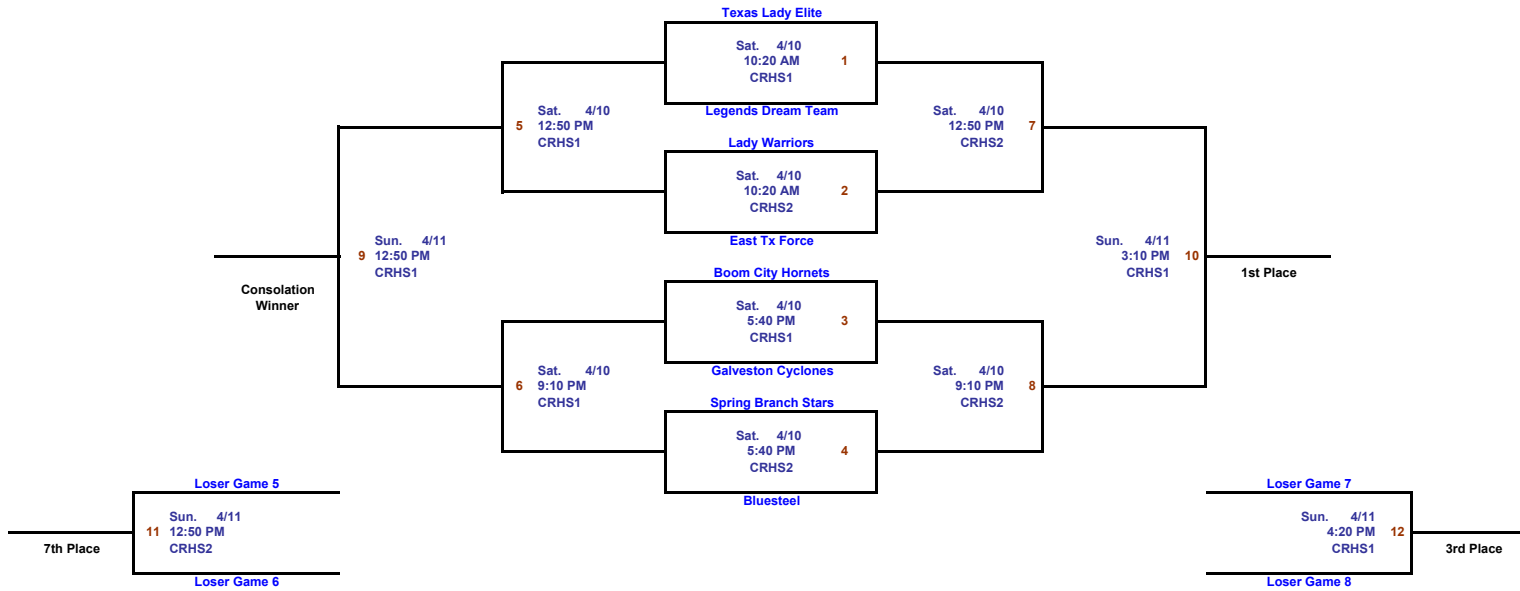 Texas Lady Elite
Sat. 4/10
10:20 AM 1
CRHS1
Legends Dream Team
Sat. 4/10
5 12:50 PM
CRHS1
Sat. 4/10
12:50 PM 7
CRHS2
Lady Warriors
Sat. 4/10
10:20 AM 2
CRHS2
East Tx Force
Sun. 4/11
9 12:50 PM
CRHS1
Sun. 4/11
3:10 PM 10
CRHS1
Consolation
Winner
1st Place
Boom City Hornets
Sat. 4/10
5:40 PM 3
CRHS1
Galveston Cyclones
Sat. 4/10
6 9:10 PM
CRHS1
Sat. 4/10
9:10 PM 8
CRHS2
Spring Branch Stars
Sat. 4/10
5:40 PM 4
CRHS2
Bluesteel
Loser Game 5
Sun. 4/11
11 12:50 PM
CRHS2
7th Place
Loser Game 6
Loser Game 7
Sun. 4/11
4:20 PM 12
CRHS1
3rd Place
Loser Game 8